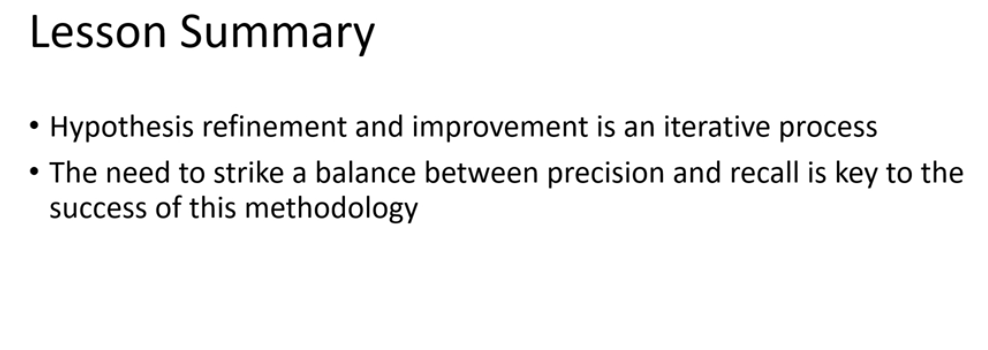 Lesson Summary
• Hypothesis refinement and improvement is an iterative process
• The need to strike a balance between precision and recall is key to the
success of this methodology